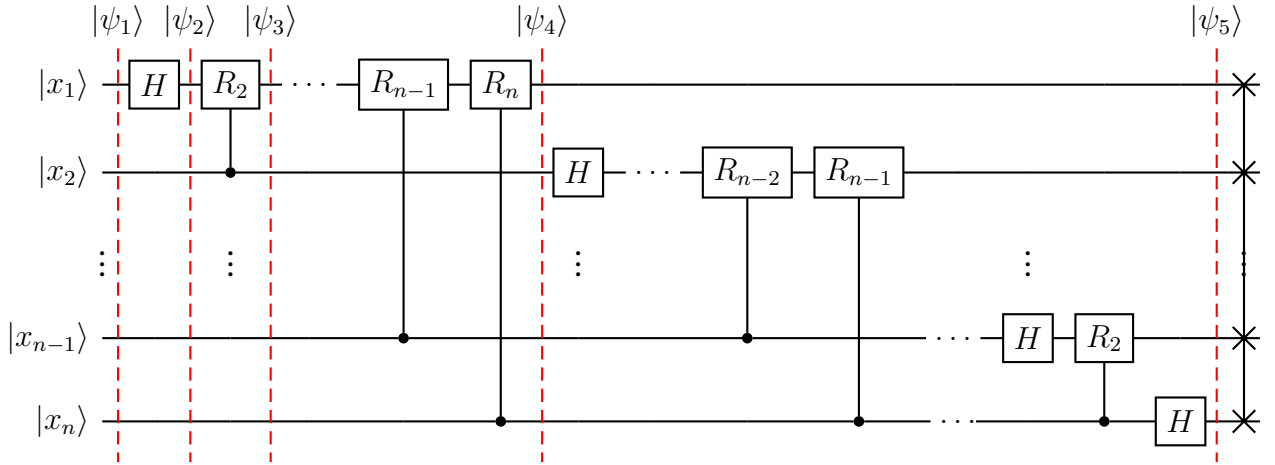 |ψ₁⟩ |ψ₂⟩ |ψ₃⟩ |ψ₄⟩ |ψ₅⟩
|x₁⟩ H R₂ ··· Rₙ₋₁ Rₙ
|x₂⟩ H ··· Rₙ₋₂ Rₙ₋₁
⋮ ⋮ ⋮ ⋮ ⋮
|xₙ₋₁⟩ ··· H R₂
|xₙ⟩ ··· H